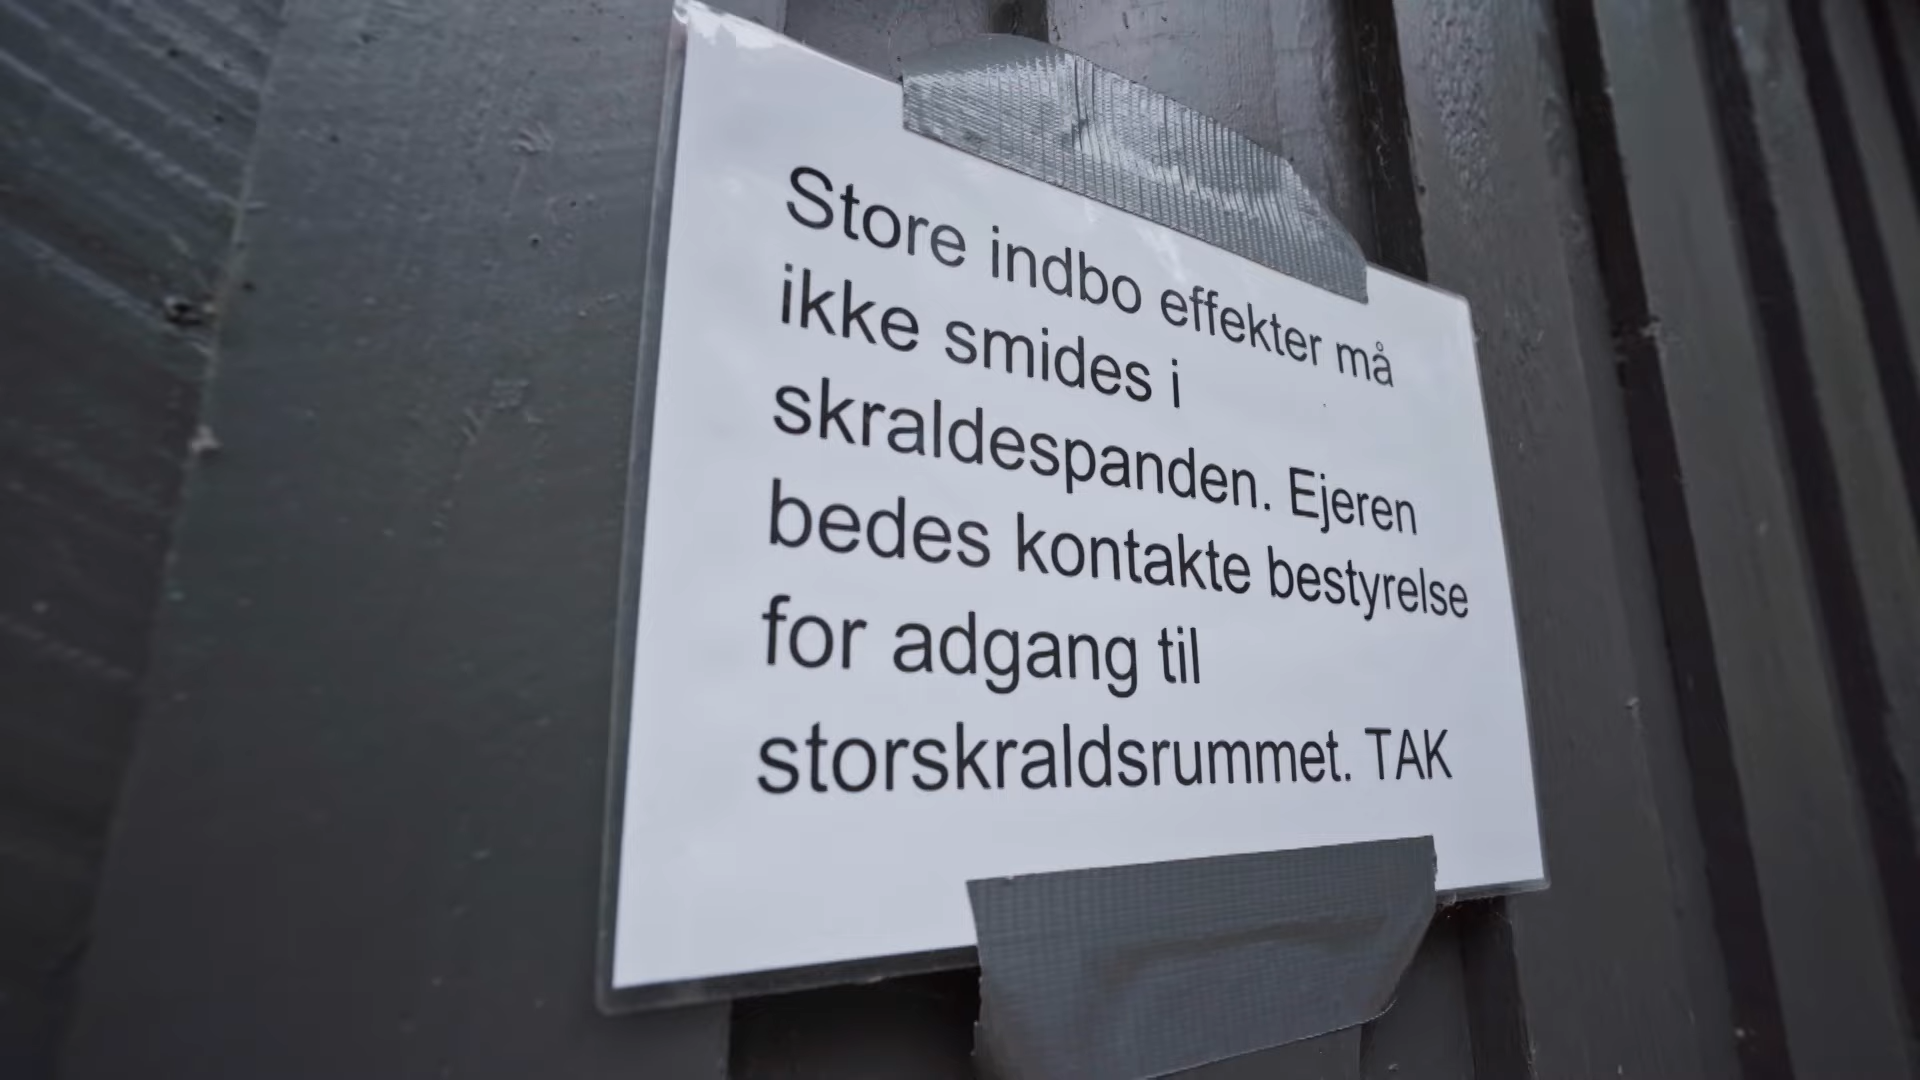 Store indbo effekter må
ikke smides i
skraldespanden. Ejeren
bedes kontakte bestyrelse
for adgang til
storskraldsrummet. TAK